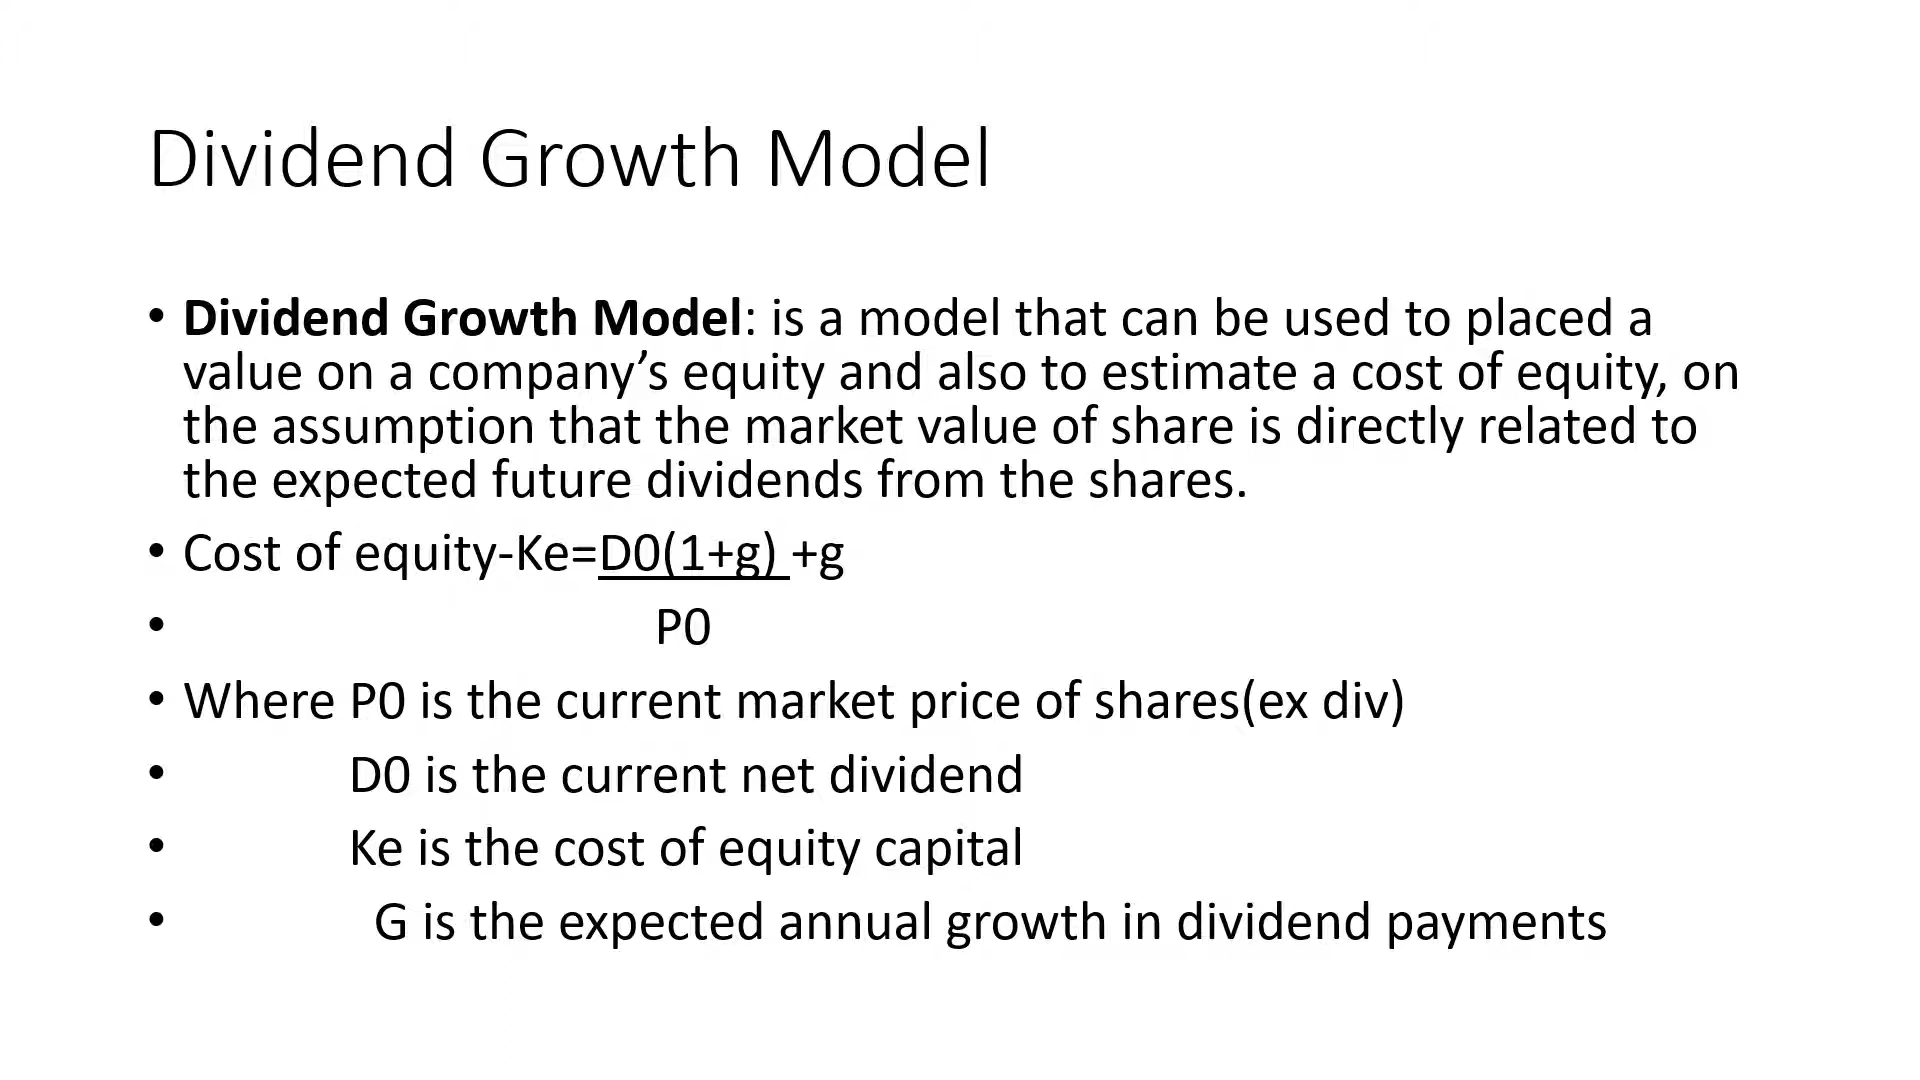 Dividend Growth Model
• Dividend Growth Model: is a model that can be used to placed a
value on a company’s equity and also to estimate a cost of equity, on
the assumption that the market value of share is directly related to
the expected future dividends from the shares.
• Cost of equity-Ke=D0(1+g) +g
• P0
• Where P0 is the current market price of shares(ex div)
• D0 is the current net dividend
• Ke is the cost of equity capital
• G is the expected annual growth in dividend payments